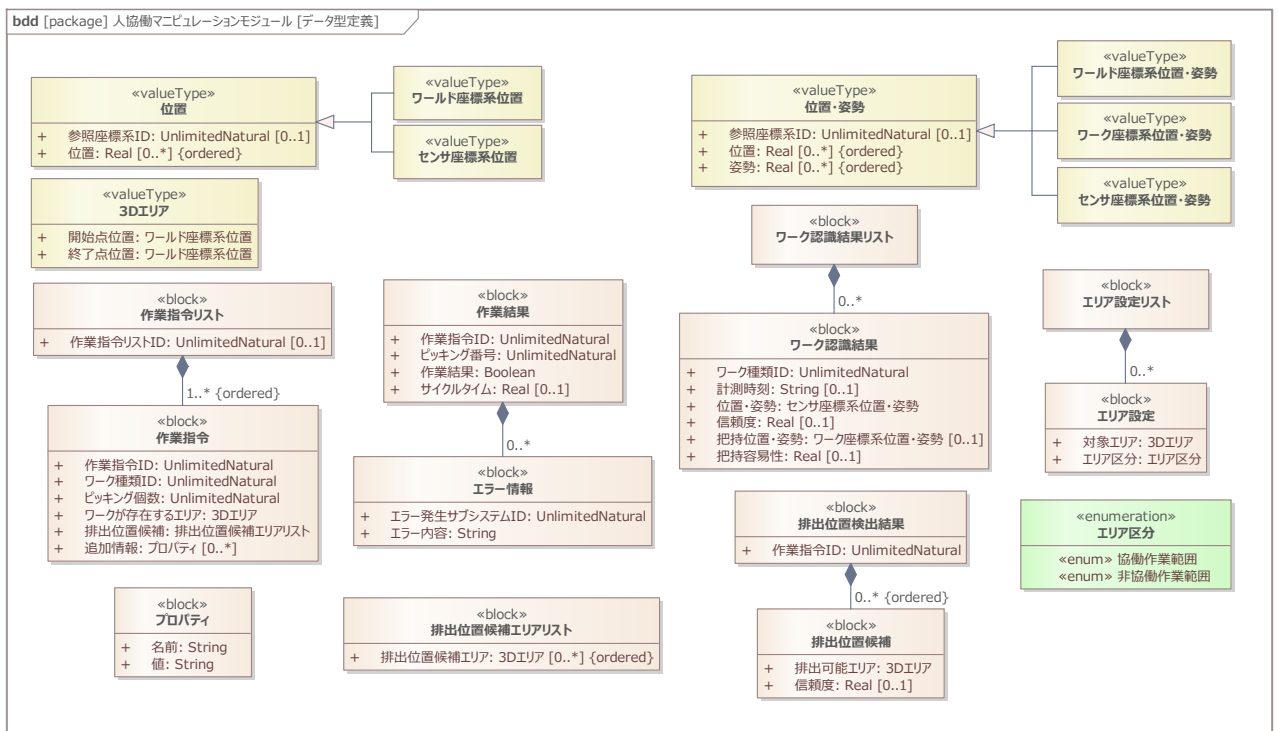 bdd [package] 人協働マニピュレーションモジュール [データ型定義]
«valueType»
位置
+ 参照座標系ID: UnlimitedNatural [0..1]
+ 位置: Real [0..*] {ordered}
«valueType»
ワールド座標系位置
«valueType»
センサ座標系位置
«valueType»
位置・姿勢
+ 参照座標系ID: UnlimitedNatural [0..1]
+ 位置: Real [0..*] {ordered}
+ 姿勢: Real [0..*] {ordered}
«valueType»
ワールド座標系位置・姿勢
«valueType»
ワーク座標系位置・姿勢
«valueType»
センサ座標系位置・姿勢
«valueType»
3Dエリア
+ 開始点位置: ワールド座標系位置
+ 終了点位置: ワールド座標系位置
«block»
作業指令リスト
+ 作業指令リストID: UnlimitedNatural [0..1]
1..* {ordered}
«block»
作業指令
+ 作業指令ID: UnlimitedNatural
+ ワーク種類ID: UnlimitedNatural
+ ピッキング個数: UnlimitedNatural
+ ワークが存在するエリア: 3Dエリア
+ 排出位置候補: 排出位置候補エリアリスト
+ 追加情報: プロパティ [0..*]
«block»
プロパティ
+ 名前: String
+ 値: String
«block»
作業結果
+ 作業指令ID: UnlimitedNatural
+ ピッキング番号: UnlimitedNatural
+ 作業結果: Boolean
+ サイクルタイム: Real [0..1]
0..*
«block»
エラー情報
+ エラー発生サブシステムID: UnlimitedNatural
+ エラー内容: String
«block»
排出位置候補エリアリスト
+ 排出位置候補エリア: 3Dエリア [0..*] {ordered}
«block»
ワーク認識結果リスト
0..*
«block»
ワーク認識結果
+ ワーク種類ID: UnlimitedNatural
+ 計測時刻: String [0..1]
+ 位置・姿勢: センサ座標系位置・姿勢
+ 信頼度: Real [0..1]
+ 把持位置・姿勢: ワーク座標系位置・姿勢 [0..1]
+ 把持容易性: Real [0..1]
«block»
排出位置検出結果
+ 作業指令ID: UnlimitedNatural
0..* {ordered}
«block»
排出位置候補
+ 排出可能エリア: 3Dエリア
+ 信頼度: Real [0..1]
«block»
エリア設定リスト
0..*
«block»
エリア設定
+ 対象エリア: 3Dエリア
+ エリア区分: エリア区分
«enumeration»
エリア区分
«enum» 協働作業範囲
«enum» 非協働作業範囲